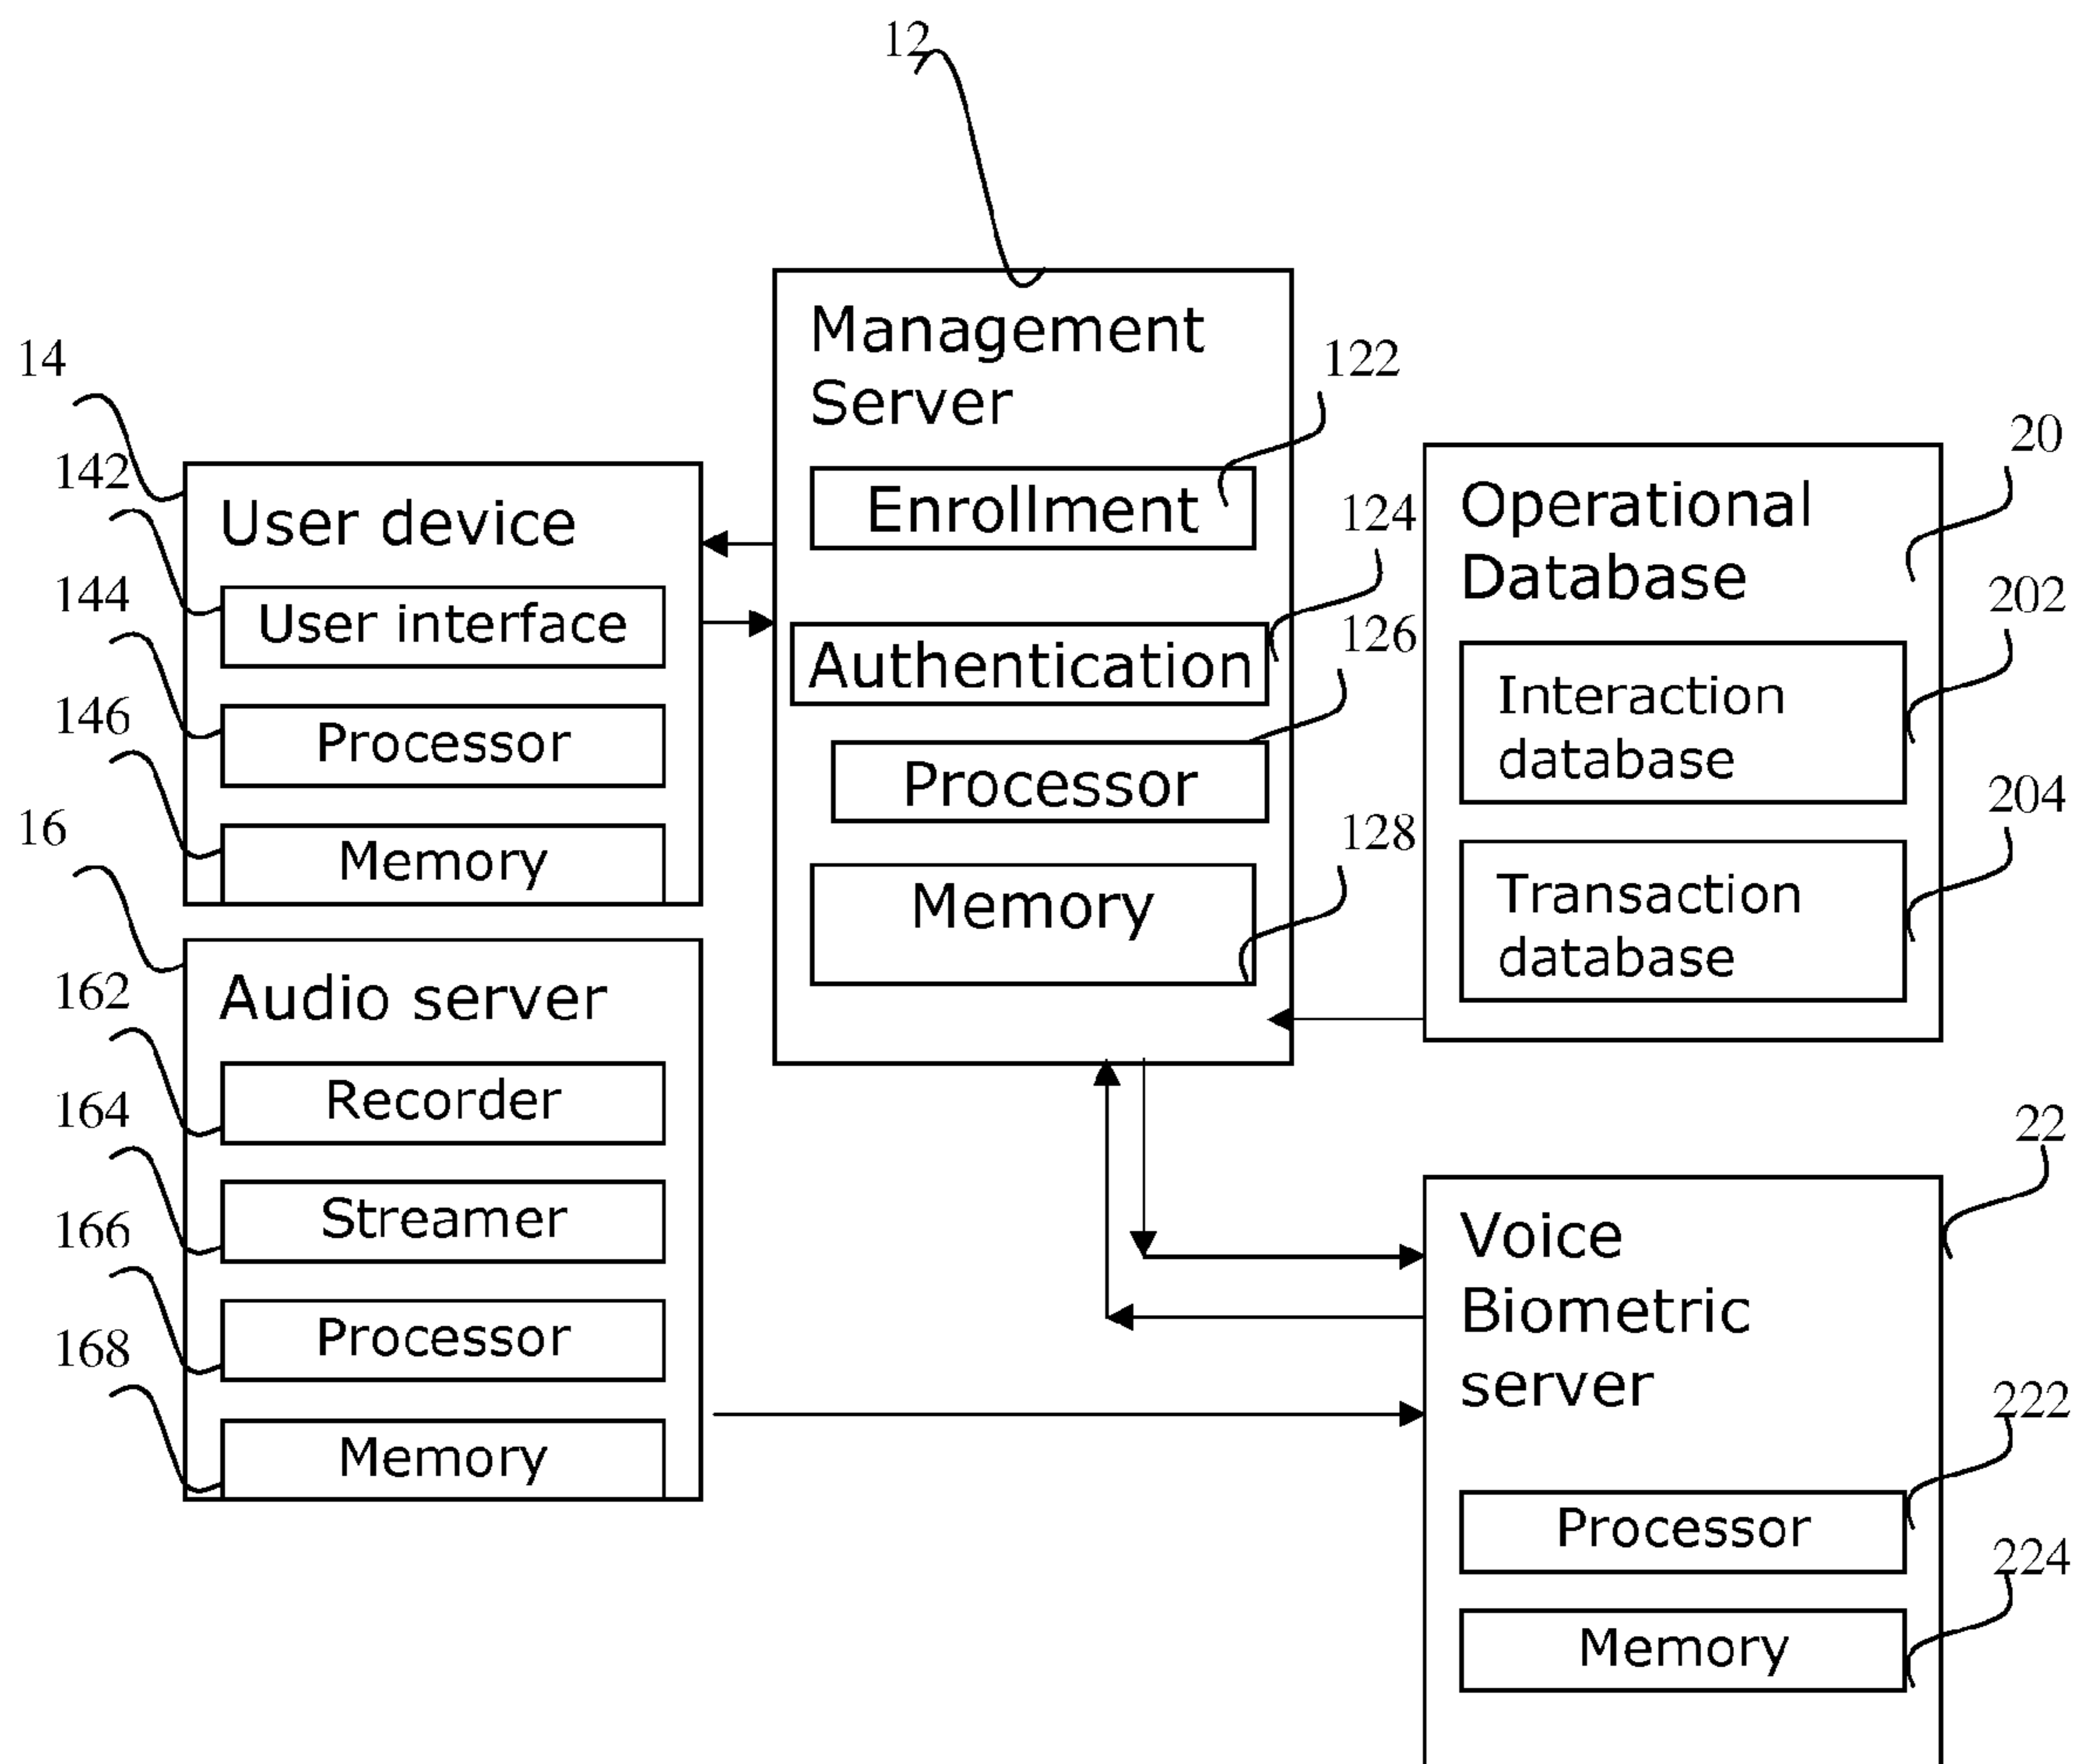 12
14
142
User device
144
User interface
146
Processor
Memory
16
162
Audio server
164
Recorder
166
Streamer
168
Processor
Memory
Management
Server
122
Enrollment
124
Authentication
126
Processor
128
Memory
20
Operational
Database
202
Interaction
database
204
Transaction
database
22
Voice
Biometric
server
222
Processor
224
Memory